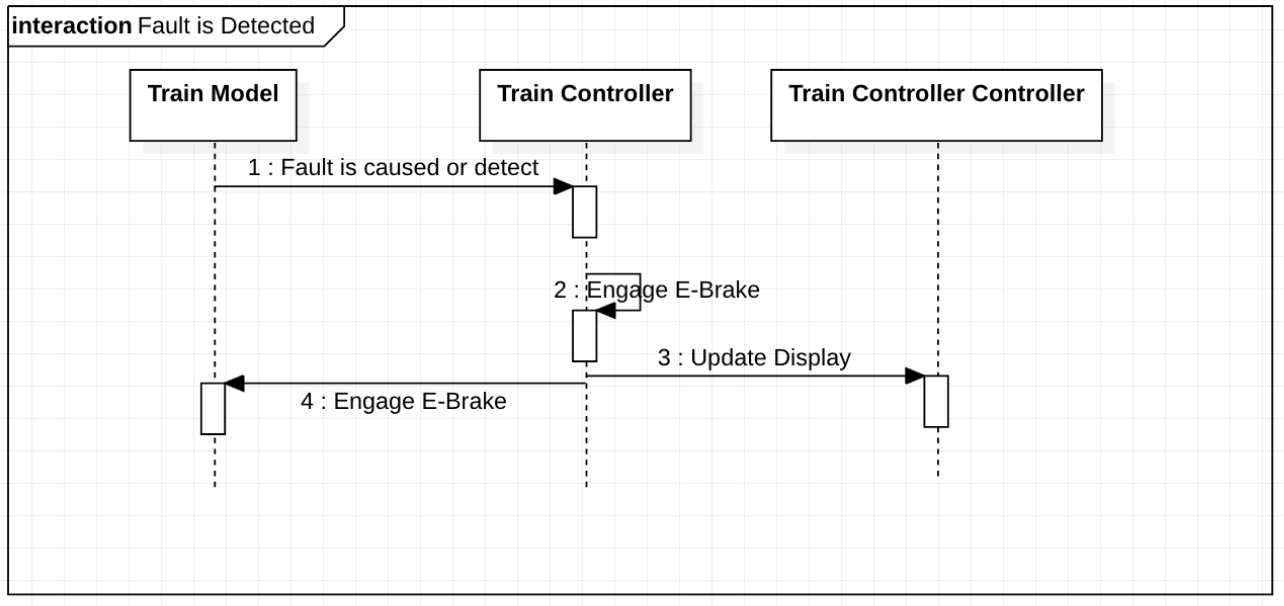 interaction Fault is Detected
Train Model
Train Controller
Train Controller Controller
1 : Fault is caused or detect
2 : Engage E-Brake
3 : Update Display
4 : Engage E-Brake